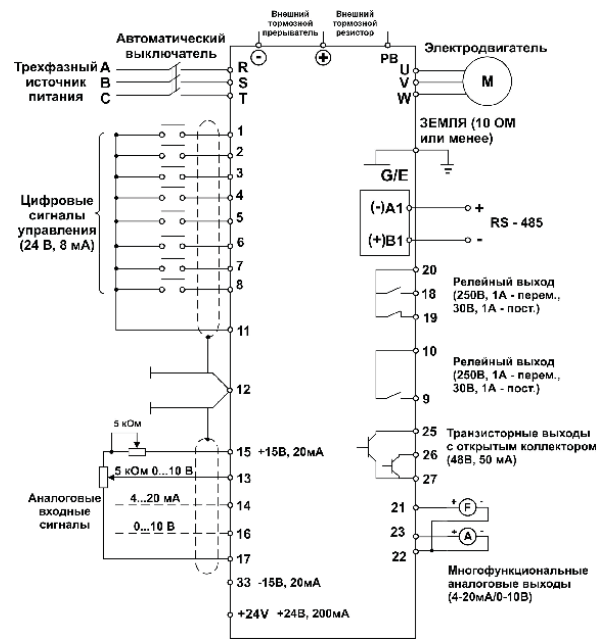 Внешний
тормозной
прерыватель
Внешний
тормозной
резистор
Автоматический
выключатель
Электродвигатель
Трехфазный
источник
питания
A
B
C
R
S
T
-
+
PB
U
V
W
M
ЗЕМЛЯ (10 ОМ
или менее)
G/E
Цифровые
сигналы
управления
(24 В, 8 мА)
1
2
3
4
5
6
7
8
11
12
(-)A1
(+)B1
+
-
RS - 485
20
18
19
Релейный выход
(250В, 1А - перем.,
30В, 1А - пост.)
10
9
Релейный выход
(250В, 1А - перем.,
30В, 1А - пост.)
25
26
27
Транзисторные выходы
с открытым коллектором
(48В, 50 мА)
5 кОм
15 +15В, 20мА
5 кОм 0...10 В
13
Аналоговые
входные
сигналы
4...20 мА
14
0...10 В
16
17
33 -15В, 20мА
+24V +24В, 200мА
21
+ F -
23
+ A -
22
Многофункциональные
аналоговые выходы
(4-20мА/0-10В)